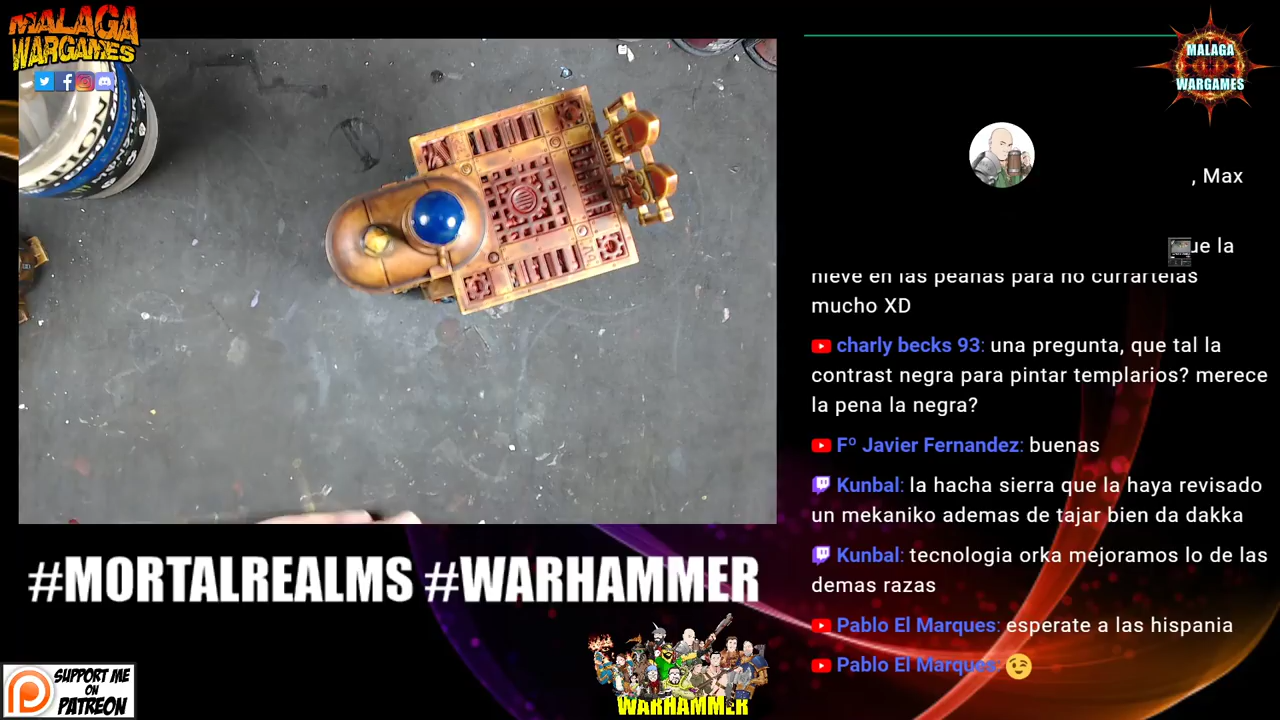 MALAGA
WARGAMES
MALAGA
WARGAMES
, Max
ue la
nieve en las peanas para no currartelas
mucho XD
charly becks 93: una pregunta, que tal la
contrast negra para pintar templarios? merece
la pena la negra?
Fº Javier Fernandez: buenas
Kunbal: la hacha sierra que la haya revisado
un mekaniko ademas de tajar bien da dakka
Kunbal: tecnologia orka mejoramos lo de las
demas razas
Pablo El Marques: esperate a las hispania
Pablo El Marques: 😉
#MORTALREALMS #WARHAMMER
SUPPORT ME
ON
PATREON
WARHAMMER